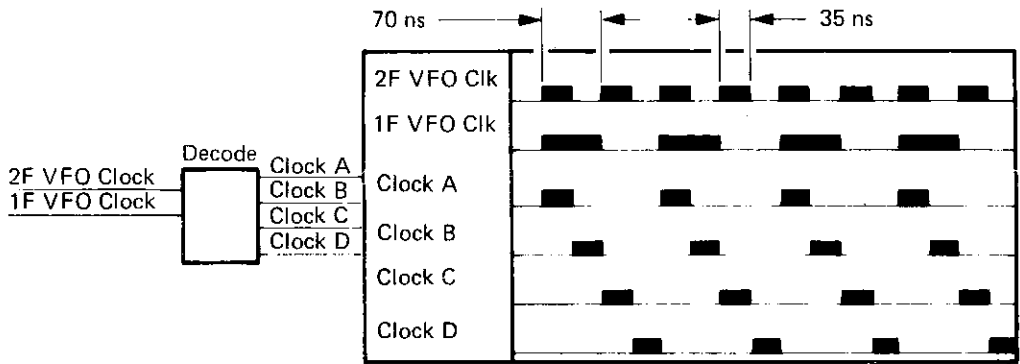 70 ns
35 ns
2F VFO Clk
1F VFO Clk
Decode
2F VFO Clock
1F VFO Clock
Clock A
Clock B
Clock C
Clock D
Clock A
Clock B
Clock C
Clock D